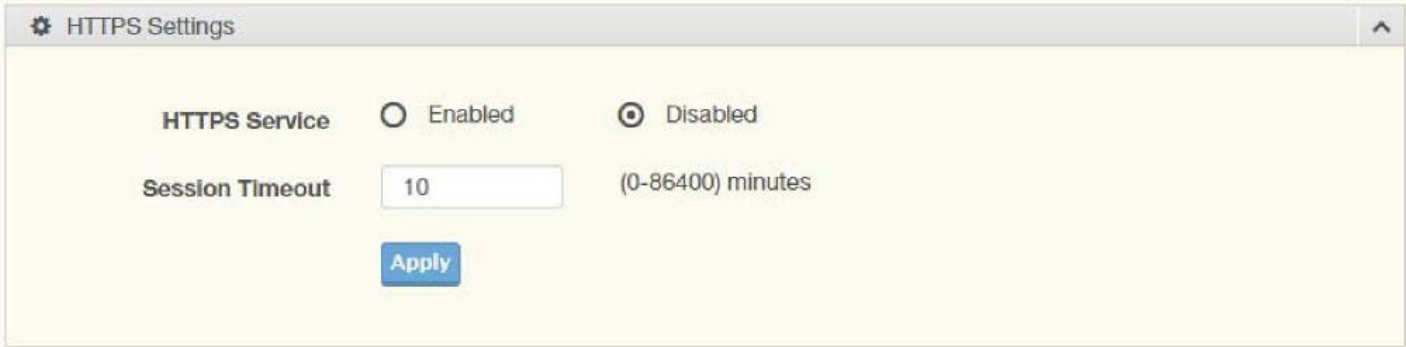 HTTPS Settings
HTTPS Service Enabled Disabled
Session Timeout 10 (0-86400) minutes
Apply